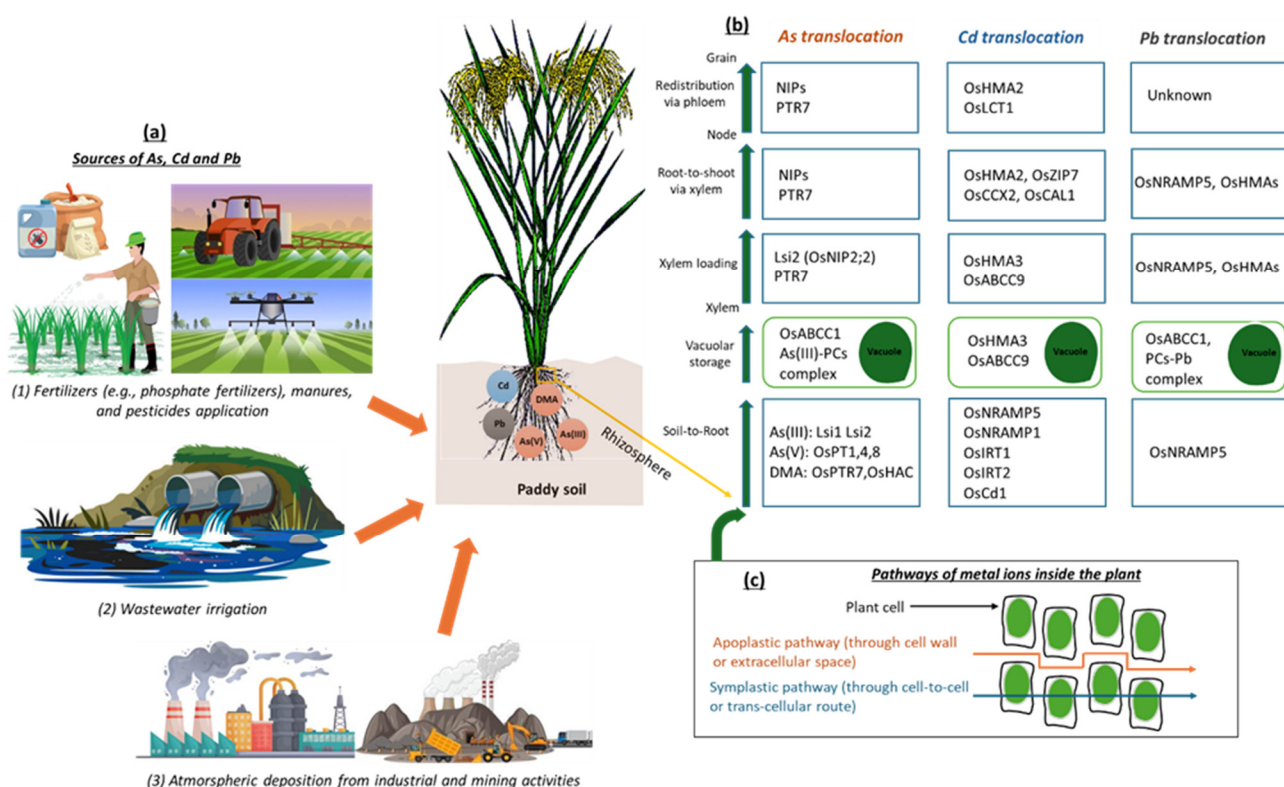 (a)
Sources of As, Cd and Pb
(1) Fertilizers (e.g., phosphate fertilizers), manures,
and pesticides application
(2) Wastewater irrigation
(3) Atmorspheric deposition from industrial and mining activities
Cd
DMA
Pb
As(V)
As(III)
Paddy soil
Rhizosphere
(b)
As translocation
Cd translocation
Pb translocation
Grain
Redistribution
via phloem
NIPs
PTR7
OsHMA2
OsLCT1
Unknown
Node
Root-to-shoot
via xylem
NIPs
PTR7
OsHMA2, OsZIP7
OsCCX2, OsCAL1
OsNRAMP5, OsHMAs
Xylem loading
Lsi2 (OsNIP2;2)
PTR7
OsHMA3
OsABCC9
OsNRAMP5, OsHMAs
Xylem
Vacuolar
storage
OsABCC1
As(III)-PCs
complex
Vacuole
OsHMA3
OsABCC9
Vacuole
OsABCC1,
PCs-Pb
complex
Vacuole
Soil-to-Root
As(III): Lsi1 Lsi2
As(V): OsPT1,4,8
DMA: OsPTR7,OsHAC
OsNRAMP5
OsNRAMP1
OsIRT1
OsIRT2
OsCd1
OsNRAMP5
(c)
Pathways of metal ions inside the plant
Plant cell
Apoplastic pathway (through cell wall
or extracellular space)
Symplastic pathway (through cell-to-cell
or trans-cellular route)